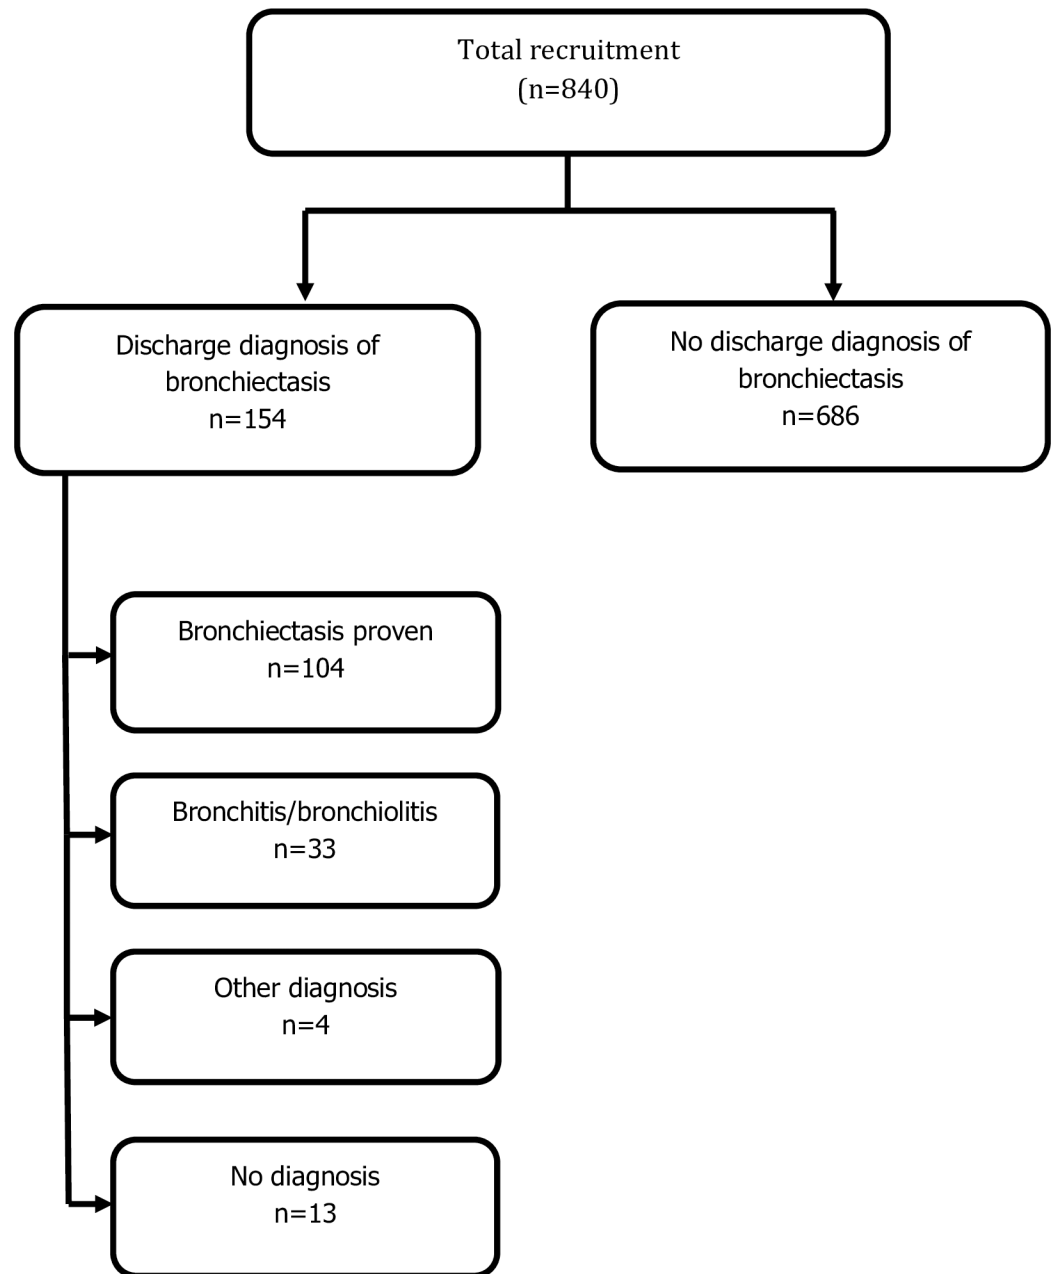 Total recruitment
(n=840)
Discharge diagnosis of
bronchiectasis
n=154
No discharge diagnosis of
bronchiectasis
n=686
Bronchiectasis proven
n=104
Bronchitis/bronchiolitis
n=33
Other diagnosis
n=4
No diagnosis
n=13